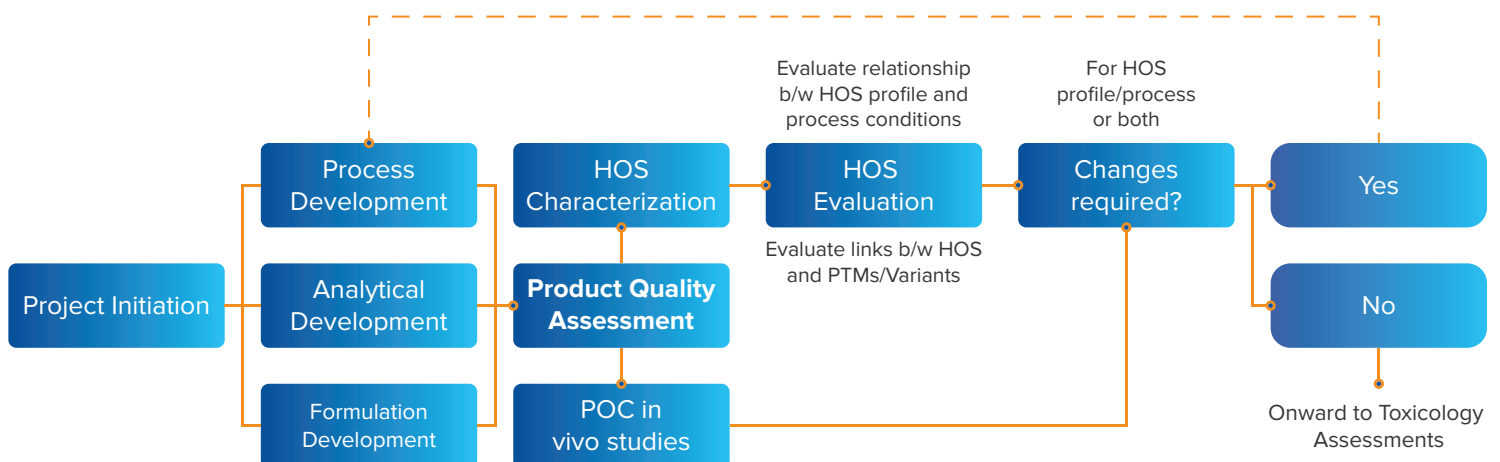 Project Initiation
Process
Development
Analytical
Development
Formulation
Development
HOS
Characterization
Product Quality
Assessment
POC in
vivo studies
Evaluate relationship
b/w HOS profile and
process conditions
HOS
Evaluation
Evaluate links b/w HOS
and PTMs/Variants
For HOS
profile/process
or both
Changes
required?
Yes
No
Onward to Toxicology
Assessments